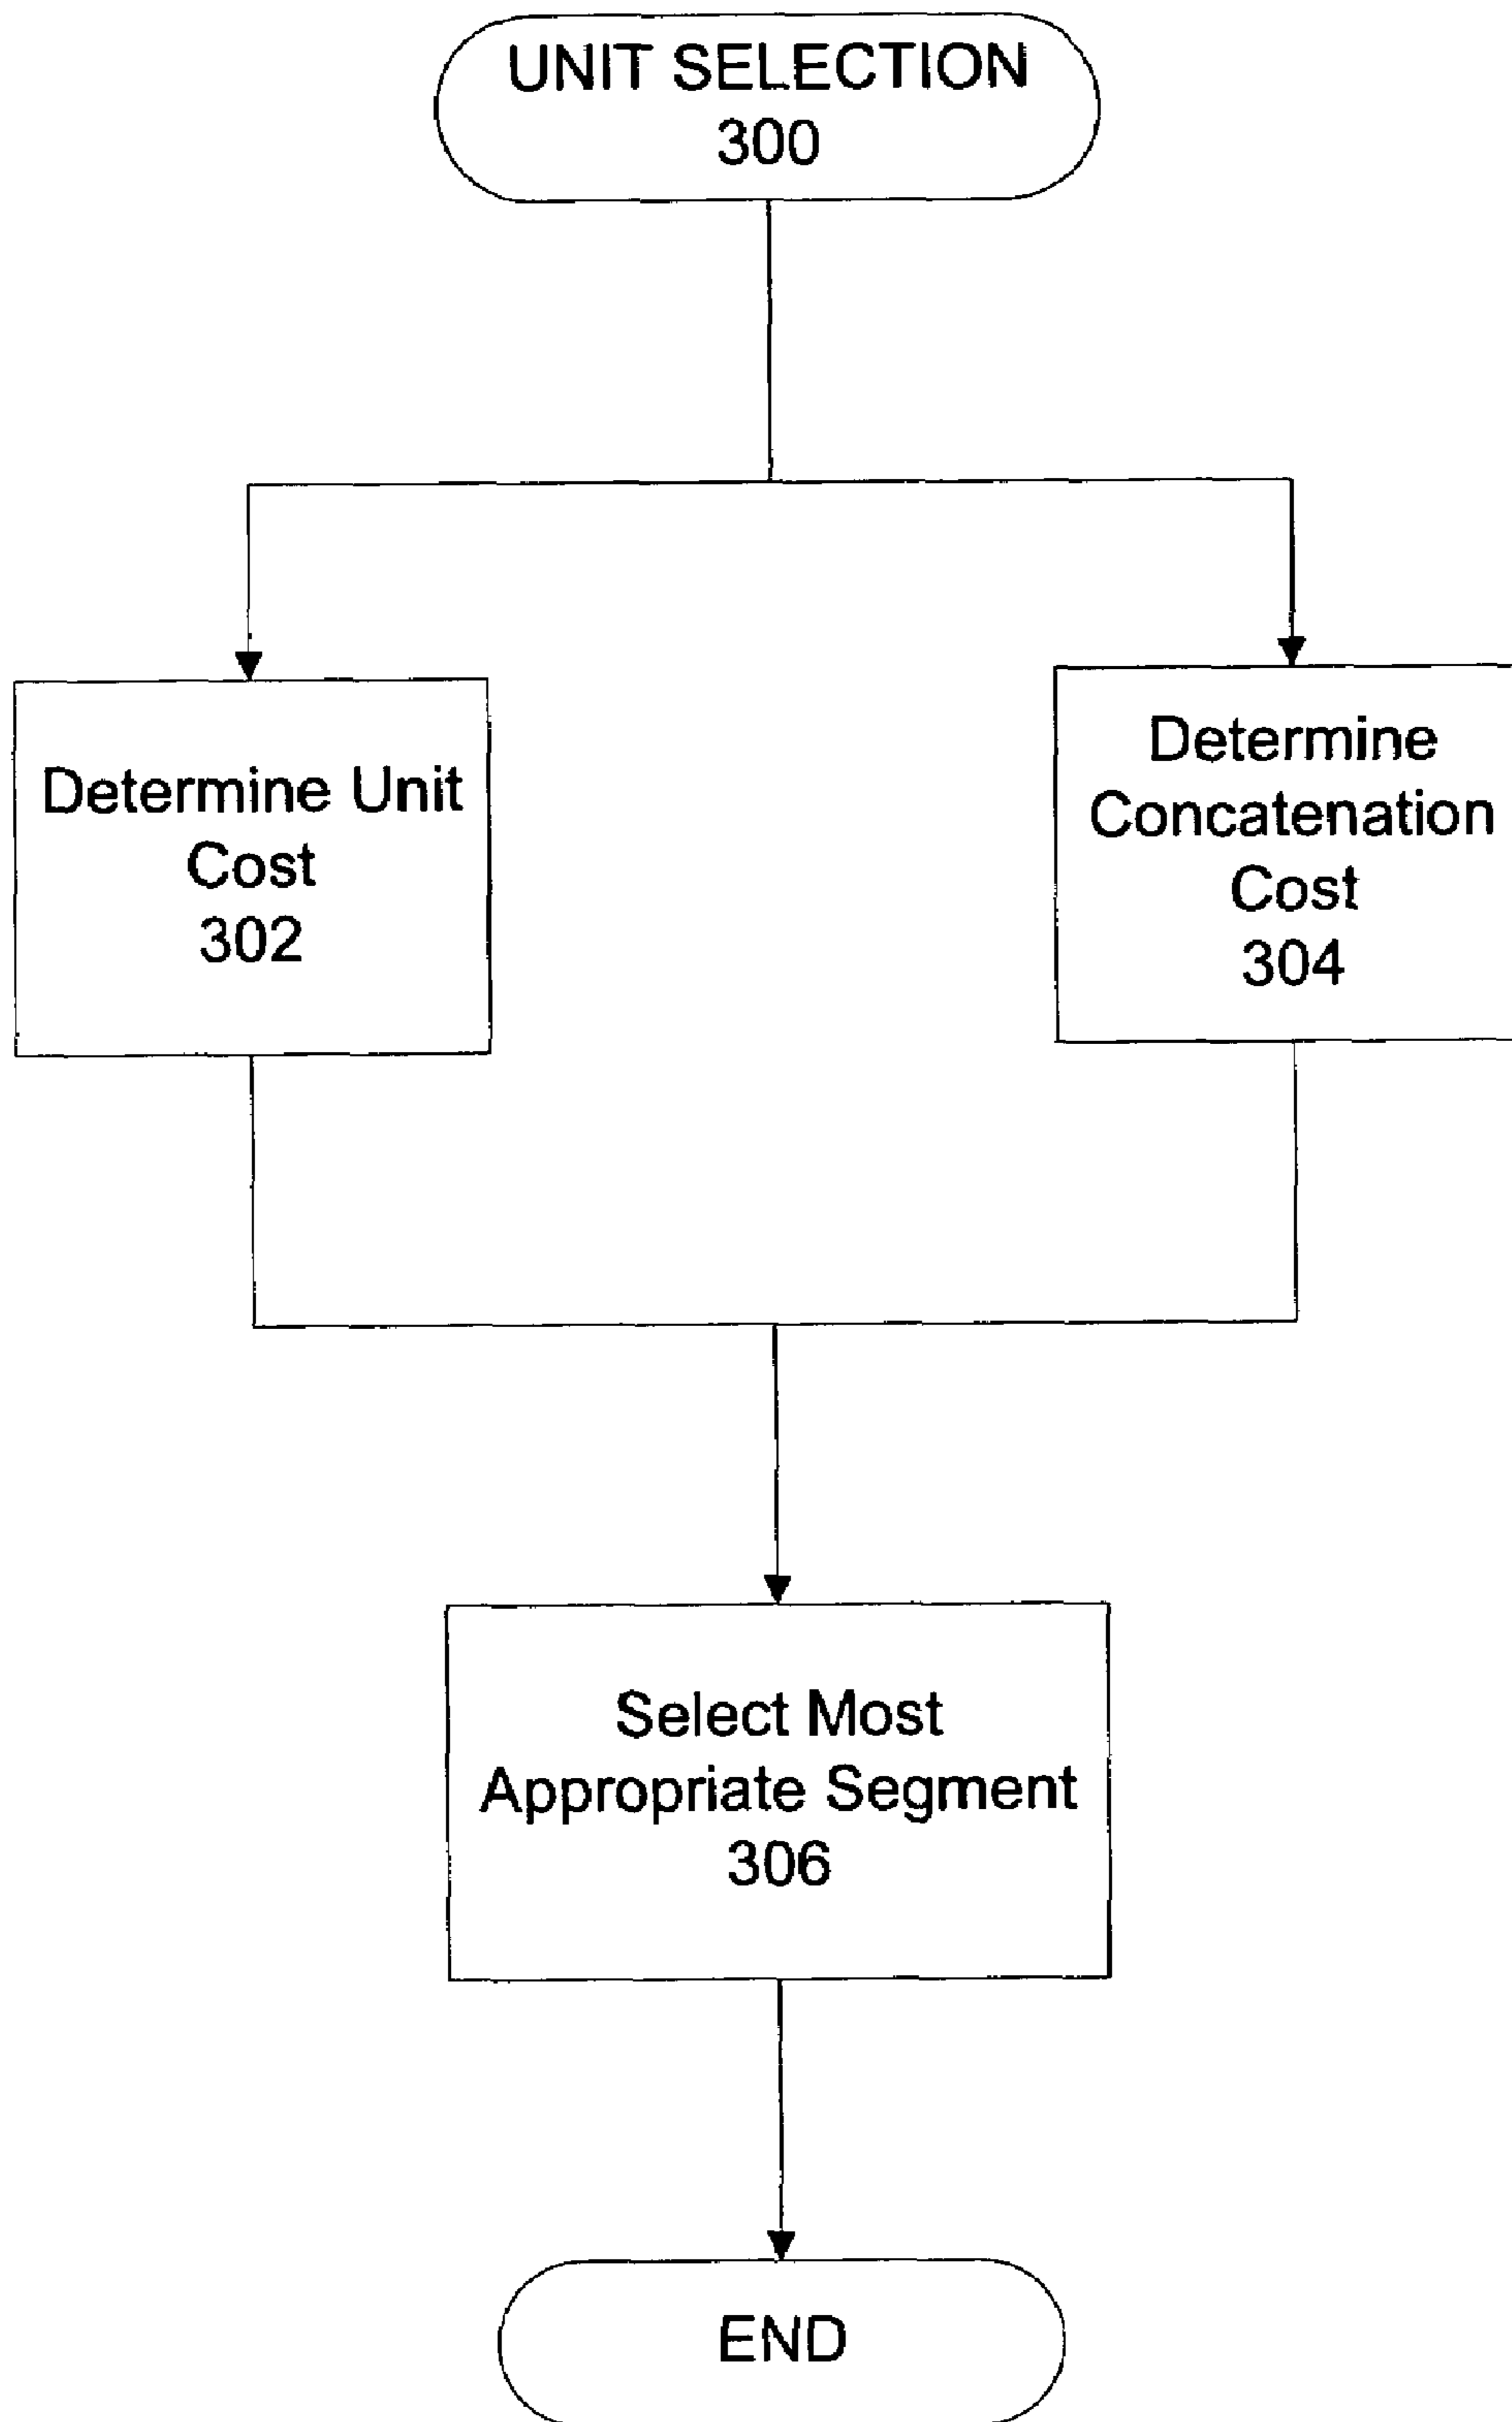 UNIT SELECTION
300
Determine Unit
Cost
302
Determine
Concatenation
Cost
304
Select Most
Appropriate Segment
306
END